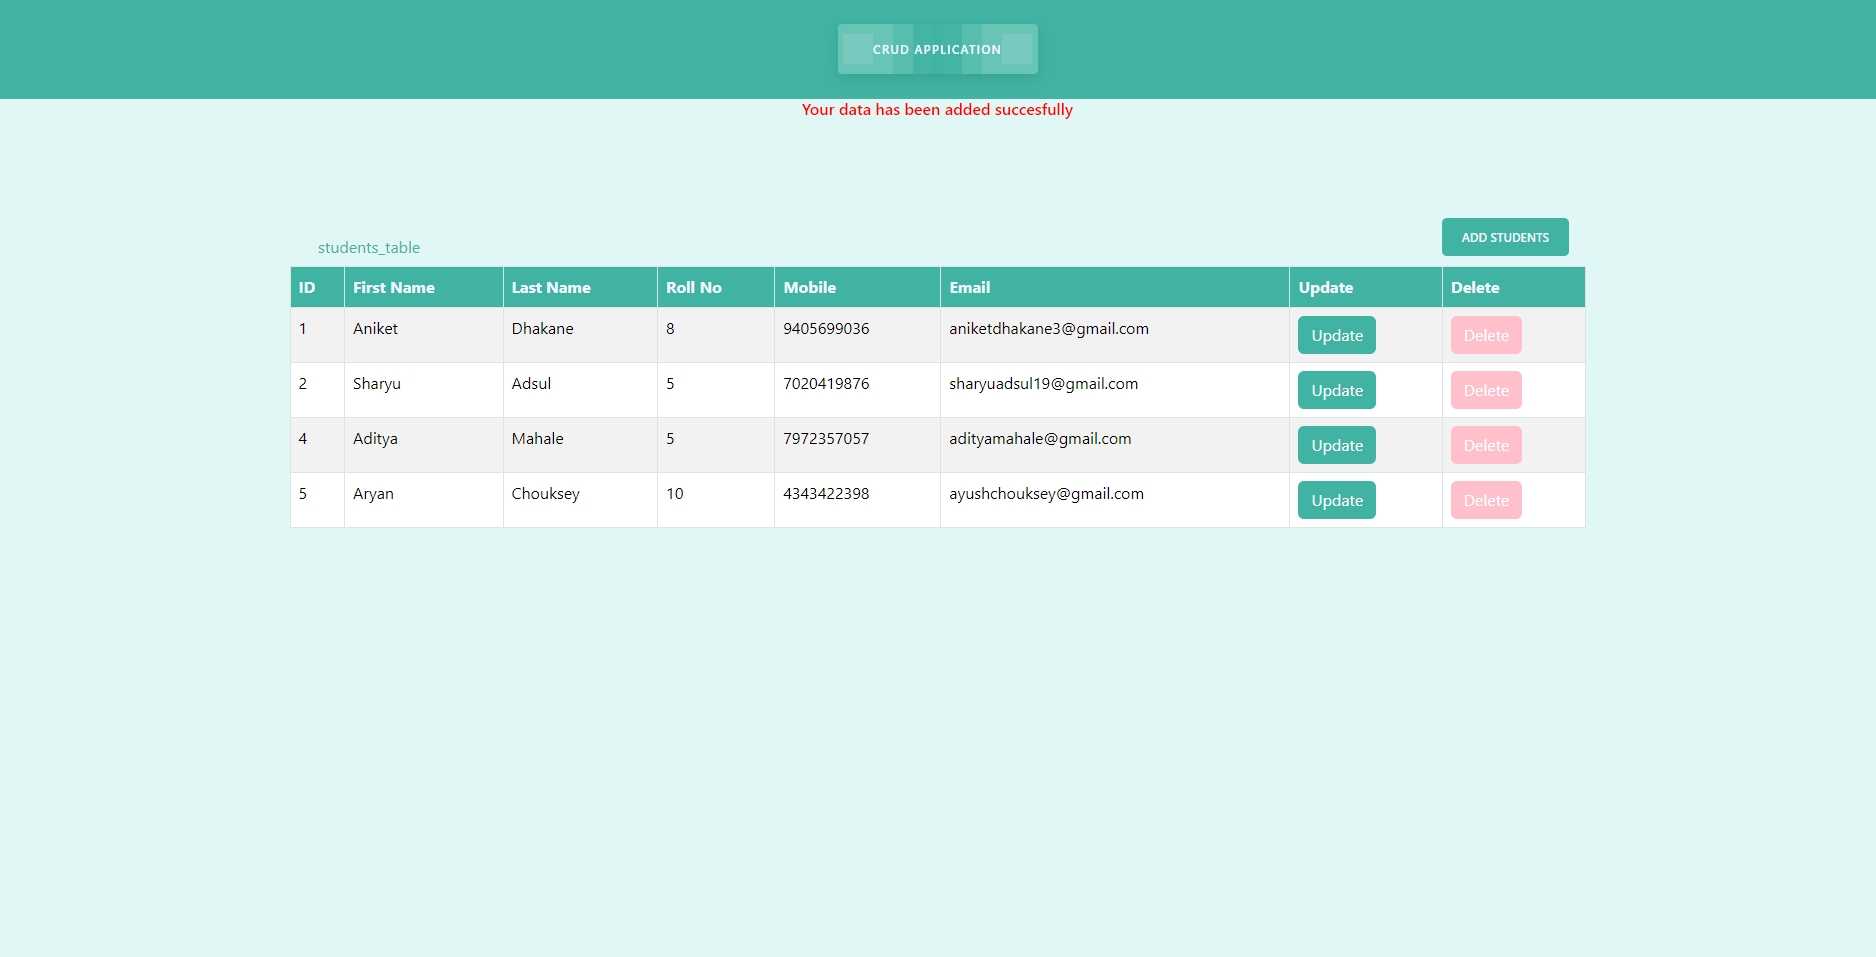 CRUD APPLICATION
Your data has been added succesfully
ADD STUDENTS
students_table
ID First Name Last Name Roll No Mobile Email Update Delete
1 Aniket Dhakane 8 9405699036 aniketdhakane3@gmail.com Update Delete
2 Sharyu Adsul 5 7020419876 sharyuadsul19@gmail.com Update Delete
4 Aditya Mahale 5 7972357057 adityamahale@gmail.com Update Delete
5 Aryan Chouksey 10 4343422398 ayushchouksey@gmail.com Update Delete